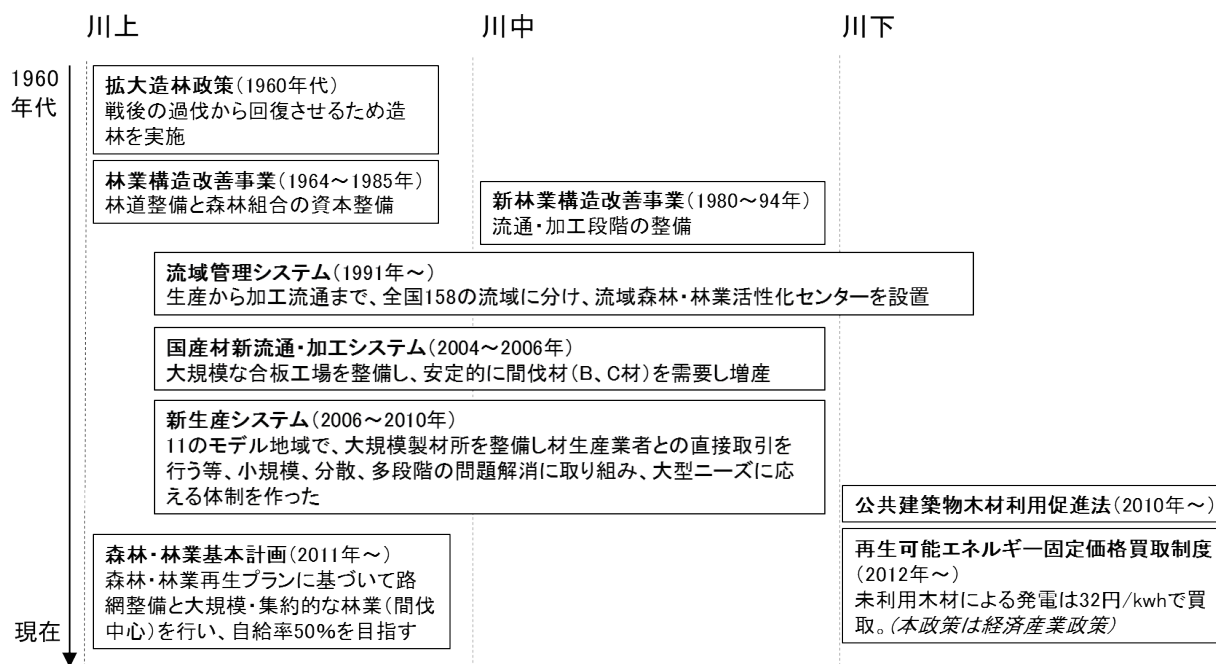 川上
川中
川下
1960
年代
拡大造林政策(1960年代)
戦後の過伐から回復させるため造
林を実施
林業構造改善事業(1964～1985年)
林道整備と森林組合の資本整備
新林業構造改善事業(1980～94年)
流通・加工段階の整備
流域管理システム(1991年～)
生産から加工流通まで、全国158の流域に分け、流域森林・林業活性化センターを設置
国産材新流通・加工システム(2004～2006年)
大規模な合板工場を整備し、安定的に間伐材(B、C材)を需要し増産
新生産システム(2006～2010年)
11のモデル地域で、大規模製材所を整備し材生産業者との直接取引を
行う等、小規模、分散、多段階の問題解消に取り組み、大型ニーズに応
える体制を作った
公共建築物木材利用促進法(2010年～)
森林・林業基本計画(2011年～)
森林・林業再生プランに基づいて路
網整備と大規模・集約的な林業(間伐
中心)を行い、自給率50%を目指す
再生可能エネルギー固定価格買取制度
(2012年～)
未利用木材による発電は32円/kwhで買
取。(本政策は経済産業政策)
現在